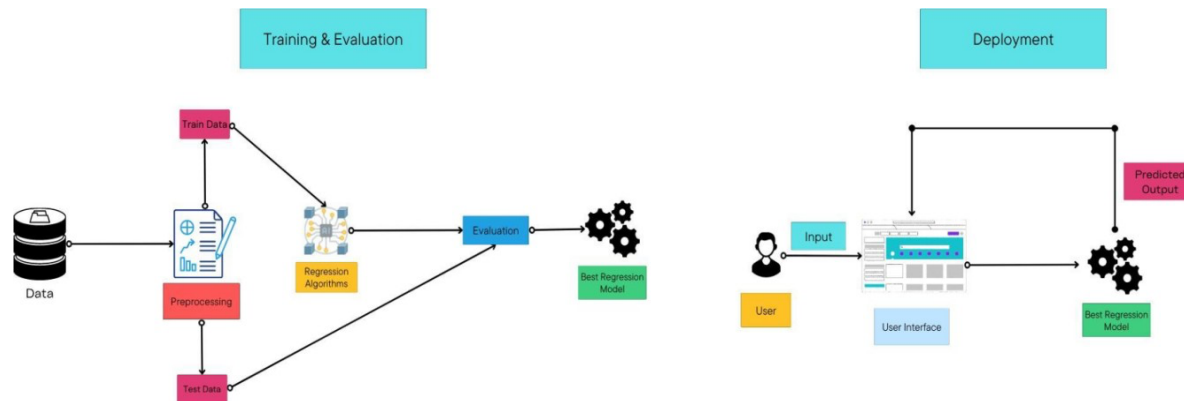 Training & Evaluation
Deployment
Train Data
Predicted
Output
Input
Evaluation
Data
Regression
Algorithms
Best Regression
Model
Preprocessing
User
User Interface
Best Regression
Model
Test Data